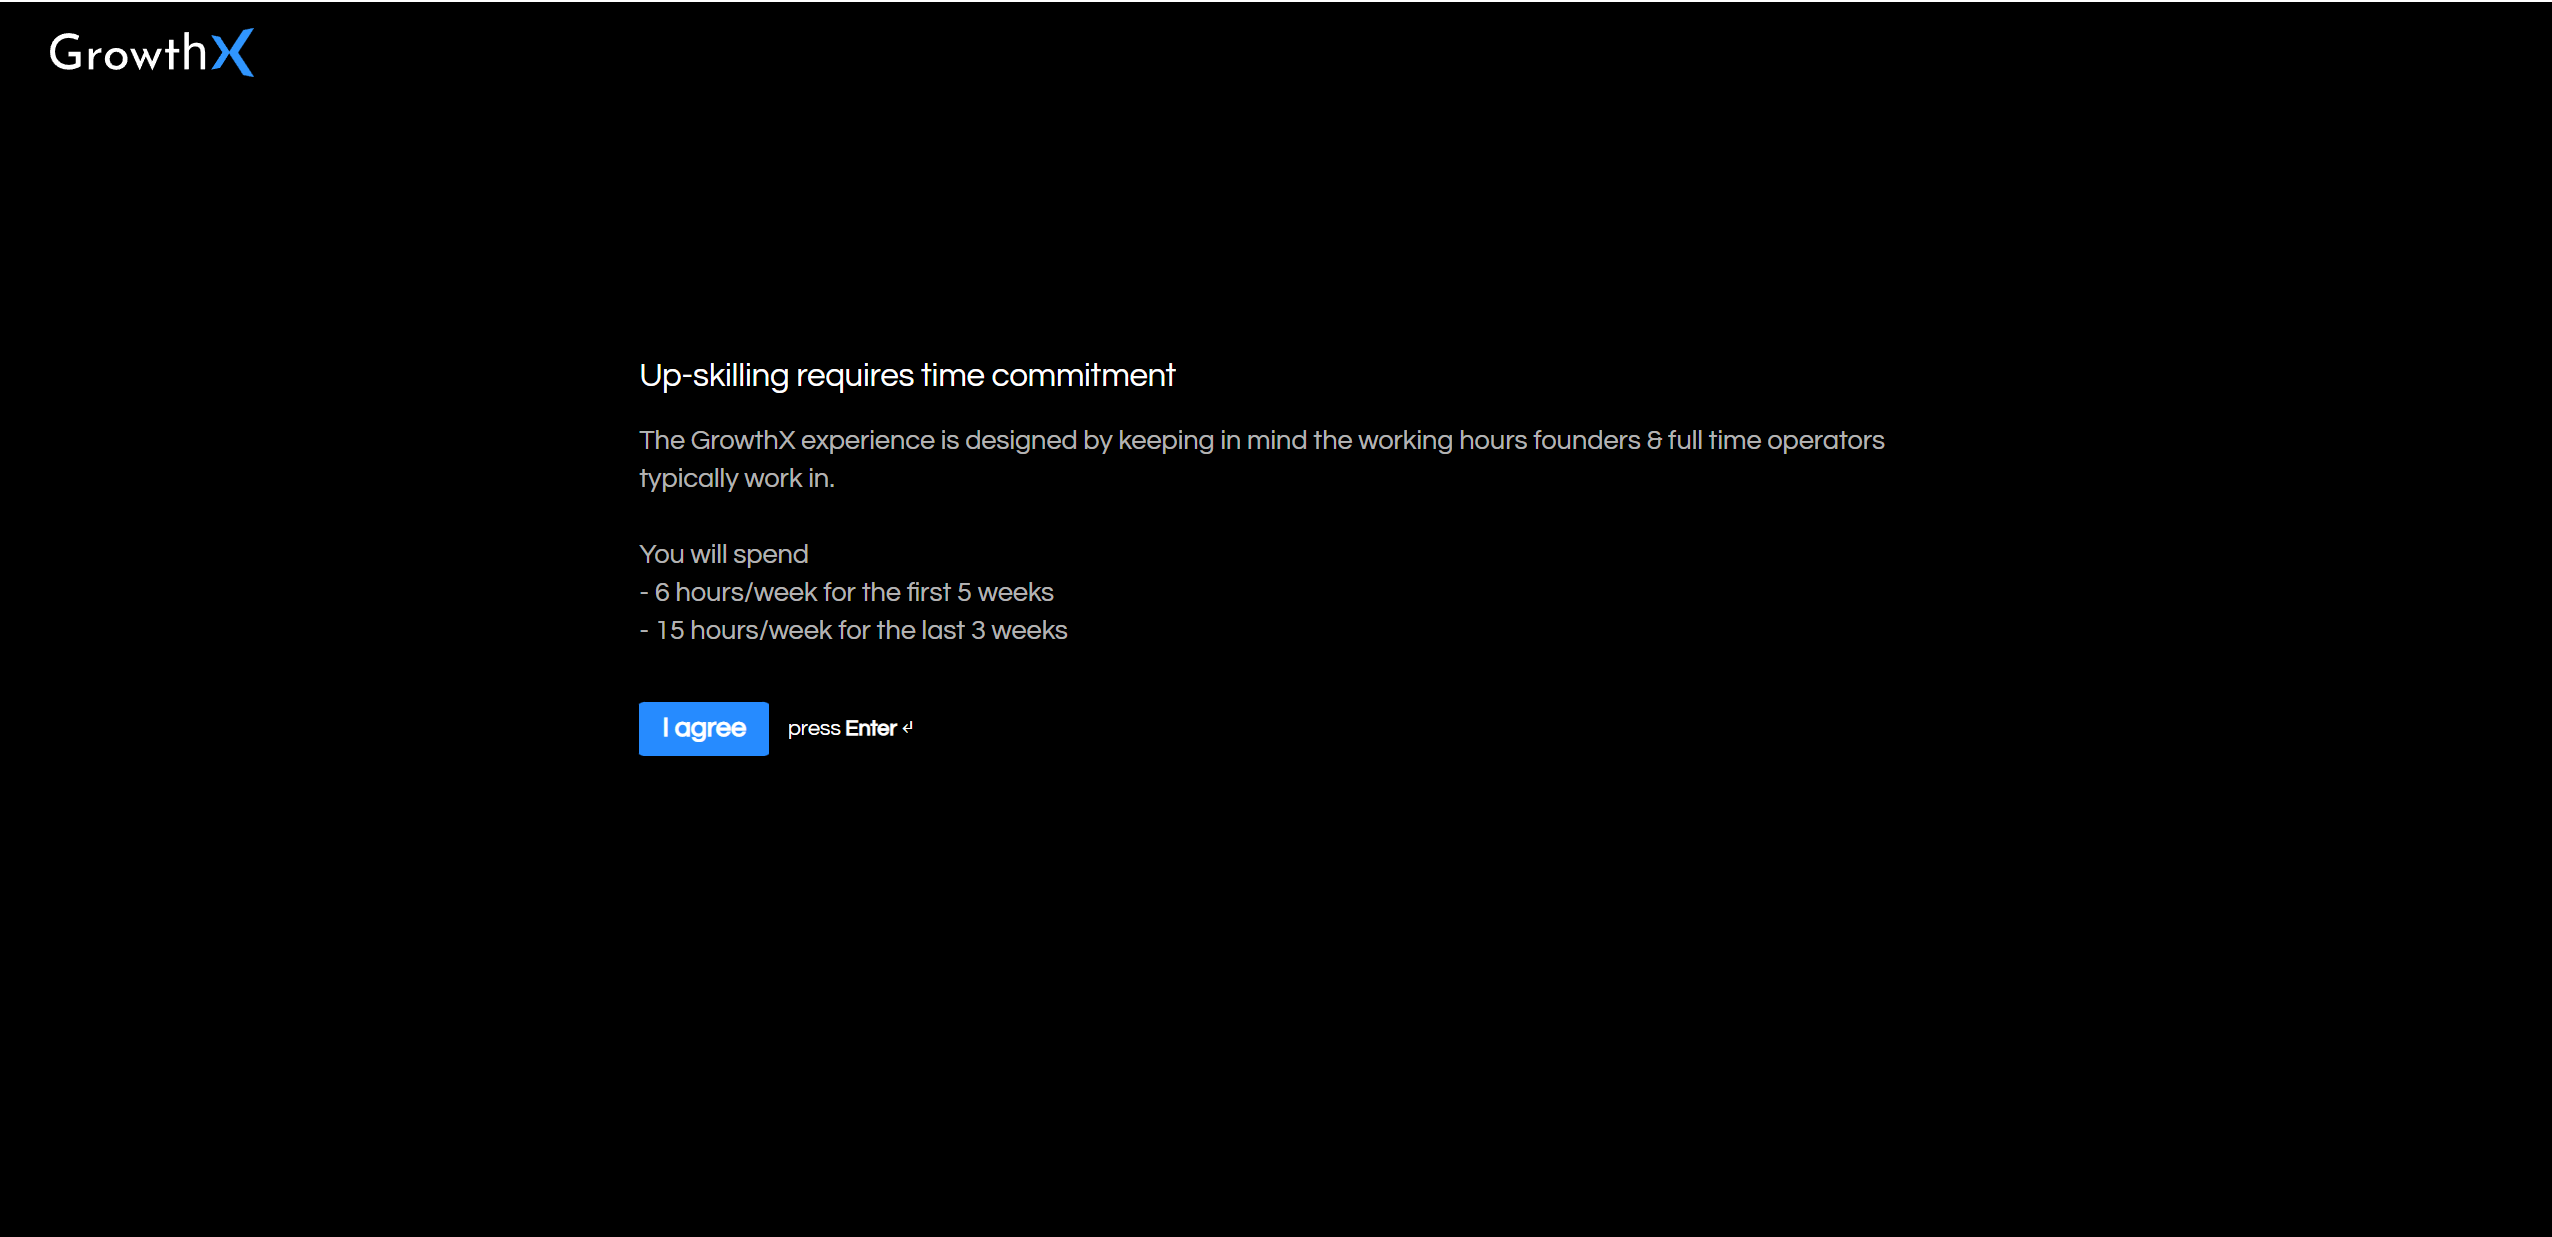 GrowthX
Up-skilling requires time commitment
The GrowthX experience is designed by keeping in mind the working hours founders & full time operators
typically work in.
You will spend
- 6 hours/week for the first 5 weeks
- 15 hours/week for the last 3 weeks
I agree press Enter ↵